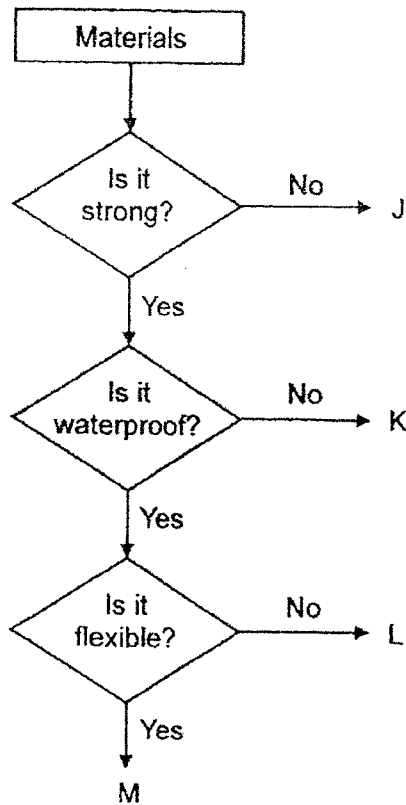 Materials
Is it
strong?
No
J
Yes
Is it
waterproof?
No
K
Yes
Is it
flexible?
No
L
Yes
M